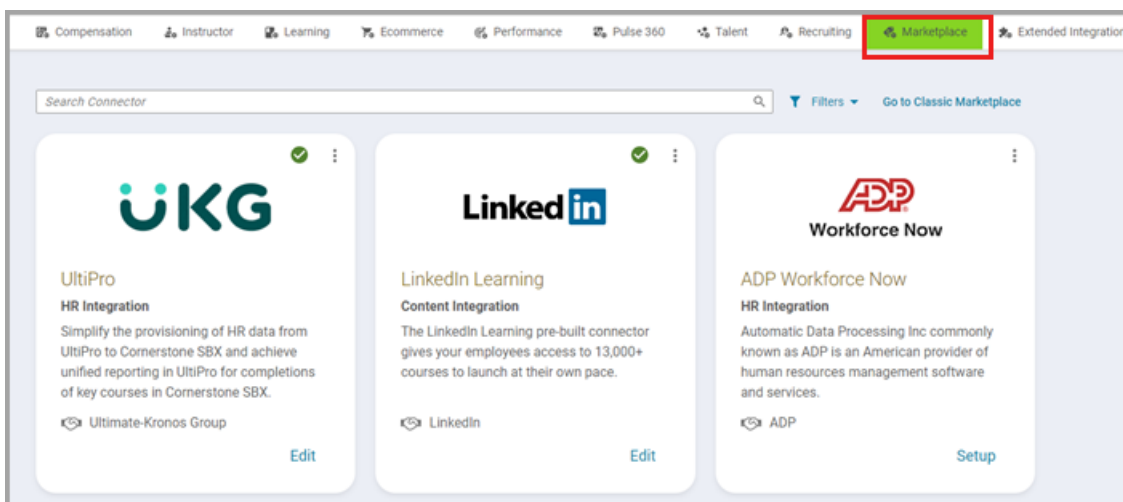 Compensation Instructor Learning Ecommerce Performance Pulse 360 Talent Recruiting Marketplace Extended Integration
Search Connector Filters Go to Classic Marketplace
UKG
UltiPro
HR Integration
Simplify the provisioning of HR data from
UltiPro to Cornerstone SBX and achieve
unified reporting in UltiPro for completions
of key courses in Cornerstone SBX.
Ultimate-Kronos Group
Edit
Linked in
LinkedIn Learning
Content Integration
The LinkedIn Learning pre-built connector
gives your employees access to 13,000+
courses to launch at their own pace.
LinkedIn
Edit
ADP
Workforce Now
ADP Workforce Now
HR Integration
Automatic Data Processing Inc commonly
known as ADP is an American provider of
human resources management software
and services.
ADP
Setup